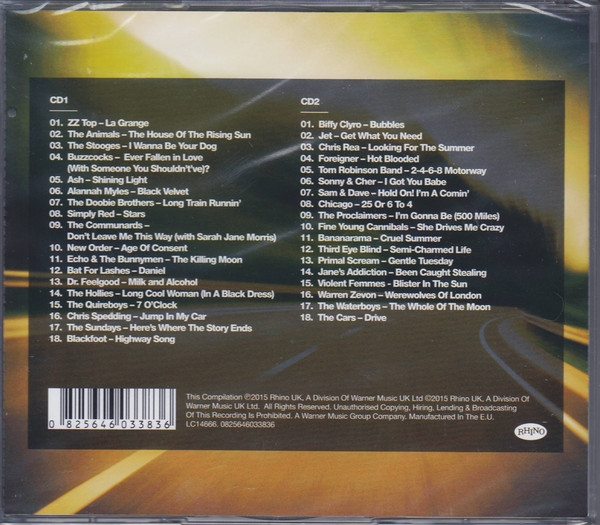 CD1
01. ZZ Top – La Grange
02. The Animals – The House Of The Rising Sun
03. The Stooges – I Wanna Be Your Dog
04. Buzzcocks – Ever Fallen in Love
(With Someone You Shouldn't've)?
05. Ash – Shining Light
06. Alannah Myles – Black Velvet
07. The Doobie Brothers – Long Train Runnin'
08. Simply Red – Stars
09. The Communards –
Don't Leave Me This Way (with Sarah Jane Morris)
10. New Order – Age Of Consent
11. Echo & The Bunnymen – The Killing Moon
12. Bat For Lashes – Daniel
13. Dr. Feelgood – Milk and Alcohol
14. The Hollies – Long Cool Woman (In A Black Dress)
15. The Quireboys – 7 O'Clock
16. Chris Spedding – Jump In My Car
17. The Sundays – Here's Where The Story Ends
18. Blackfoot – Highway Song
CD2
01. Biffy Clyro – Bubbles
02. Jet – Get What You Need
03. Chris Rea – Looking For The Summer
04. Foreigner – Hot Blooded
05. Tom Robinson Band – 2-4-6-8 Motorway
06. Sonny & Cher – I Got You Babe
07. Sam & Dave – Hold On! I'm A Comin'
08. Chicago – 25 Or 6 To 4
09. The Proclaimers – I'm Gonna Be (500 Miles)
10. Fine Young Cannibals – She Drives Me Crazy
11. Bananarama – Cruel Summer
12. Third Eye Blind – Semi-Charmed Life
13. Primal Scream – Gentle Tuesday
14. Jane's Addiction – Been Caught Stealing
15. Violent Femmes - Blister In The Sun
16. Warren Zevon – Werewolves Of London
17. The Waterboys – The Whole Of The Moon
18. The Cars – Drive
0 825646 033836
This Compilation ℗2015 Rhino UK, A Division Of Warner Music UK Ltd ©2015 Rhino UK, A Division Of
Warner Music UK Ltd. All Rights Reserved. Unauthorised Copying, Hiring, Lending & Broadcasting
Of This Recording Is Prohibited. A Warner Music Group Company. Manufactured In The E.U.
LC14666. 0825646033836
RHINO